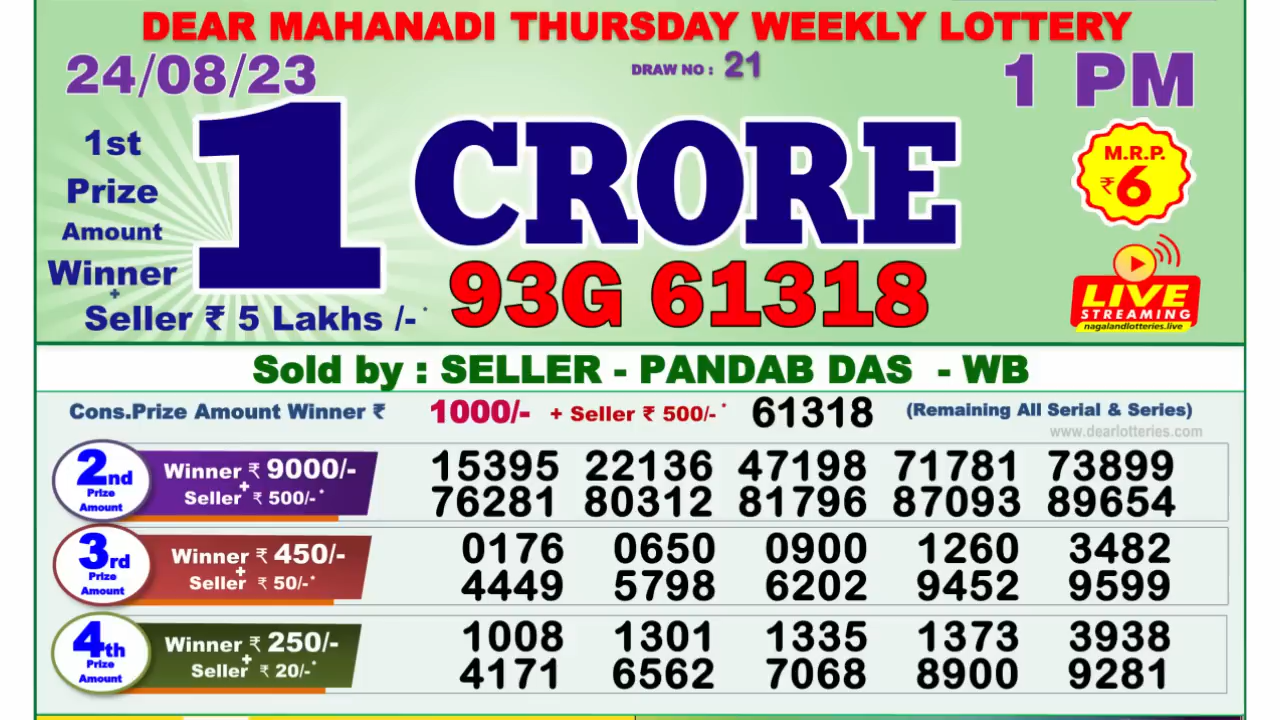 DEAR MAHANADI THURSDAY WEEKLY LOTTERY
24/08/23
DRAW NO : 21
1 PM
1st
Prize
Amount
Winner
+
Seller ₹ 5 Lakhs /-*
1 CRORE
93G 61318
M.R.P.
₹6
LIVE
STREAMING
nagalandlotteries.live
Sold by : SELLER - PANDAB DAS - WB
Cons.Prize Amount Winner ₹ 1000/- + Seller ₹ 500/-* 61318 (Remaining All Serial & Series)
www.dearlotteries.com
2nd
Prize
Amount
Winner ₹ 9000/-
+
Seller ₹ 500/-*
15395 22136 47198 71781 73899
76281 80312 81796 87093 89654
3rd
Prize
Amount
Winner ₹ 450/-
+
Seller ₹ 50/-*
0176 0650 0900 1260 3482
4449 5798 6202 9452 9599
4th
Prize
Amount
Winner ₹ 250/-
+
Seller ₹ 20/-*
1008 1301 1335 1373 3938
4171 6562 7068 8900 9281